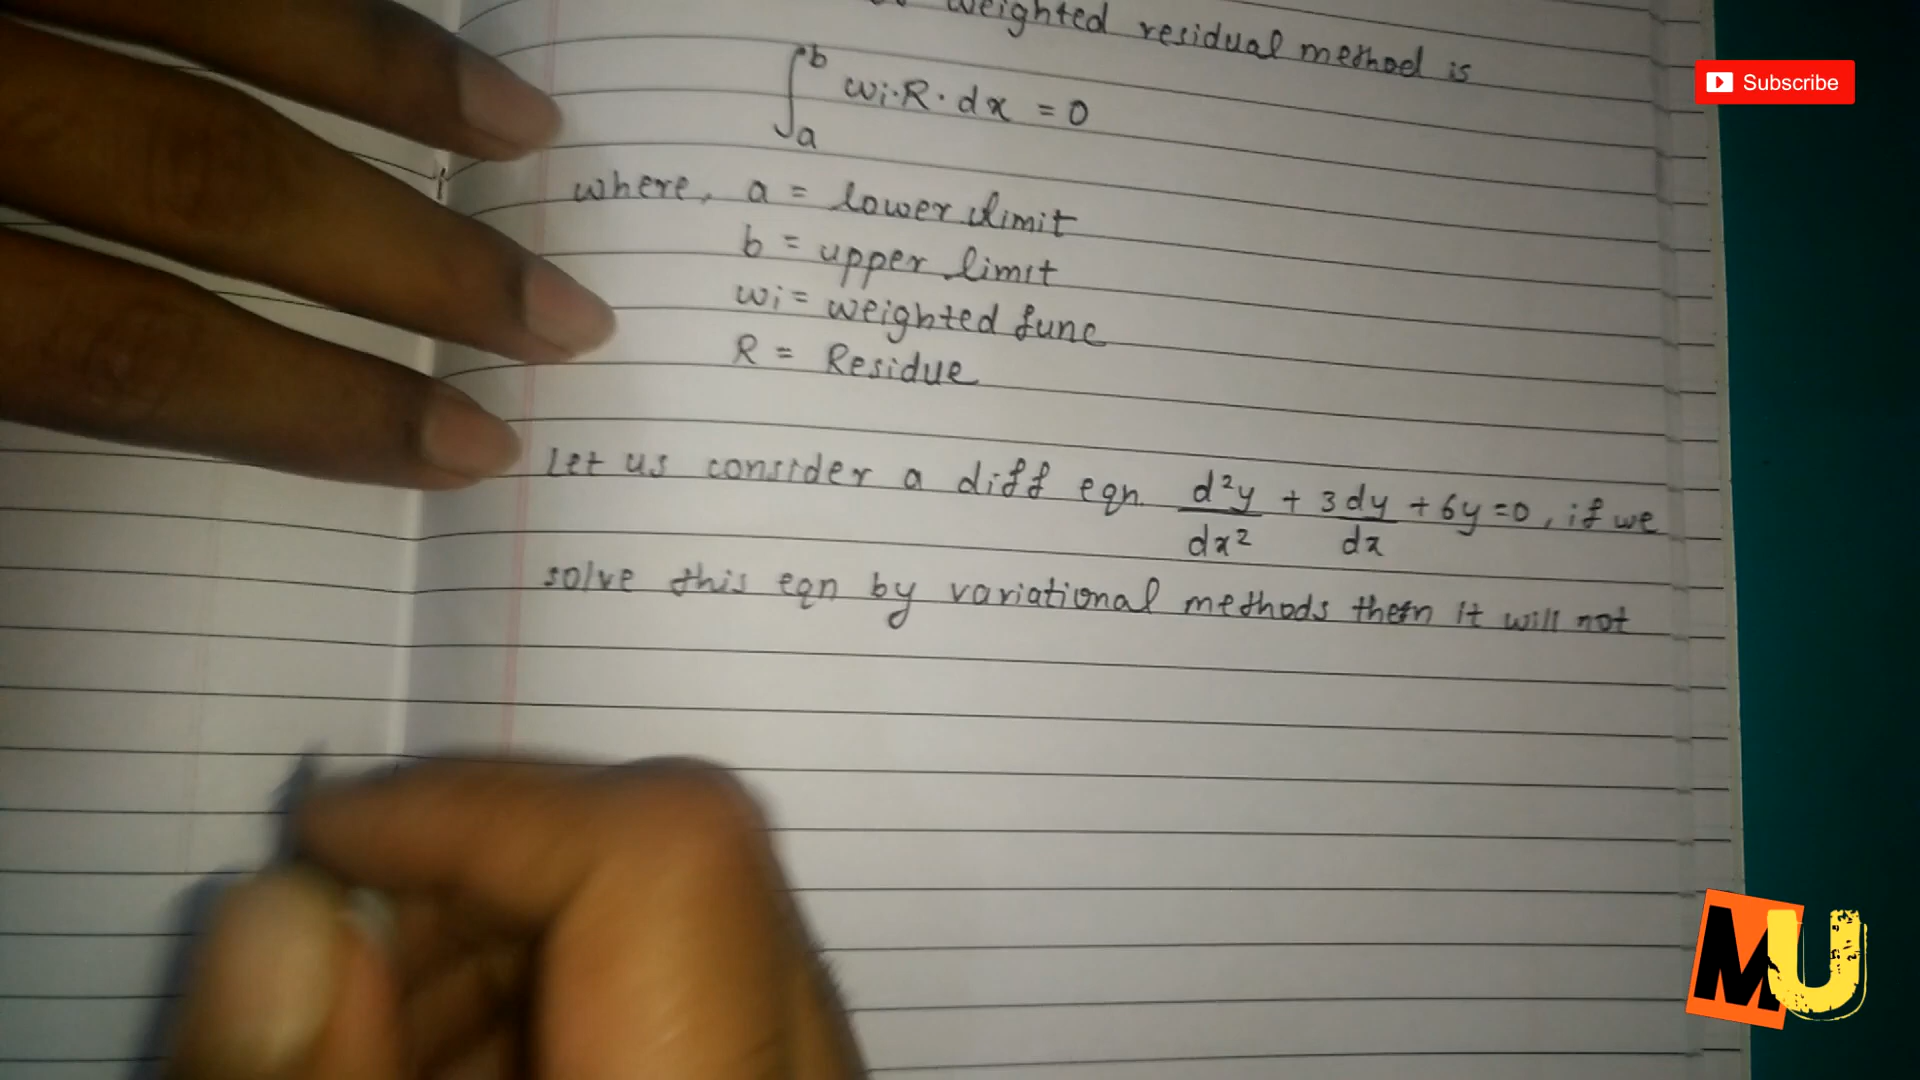 weighted residual method is
∫ₐᵇ wi·R·dx = 0
Subscribe
where, a = lower limit
b = upper limit
wi = weighted func
R = Residue
Let us consider a diff eqn d²y/dx² + 3dy/dx + 6y=0, if we
solve this eqn by variational methods then it will not
MU